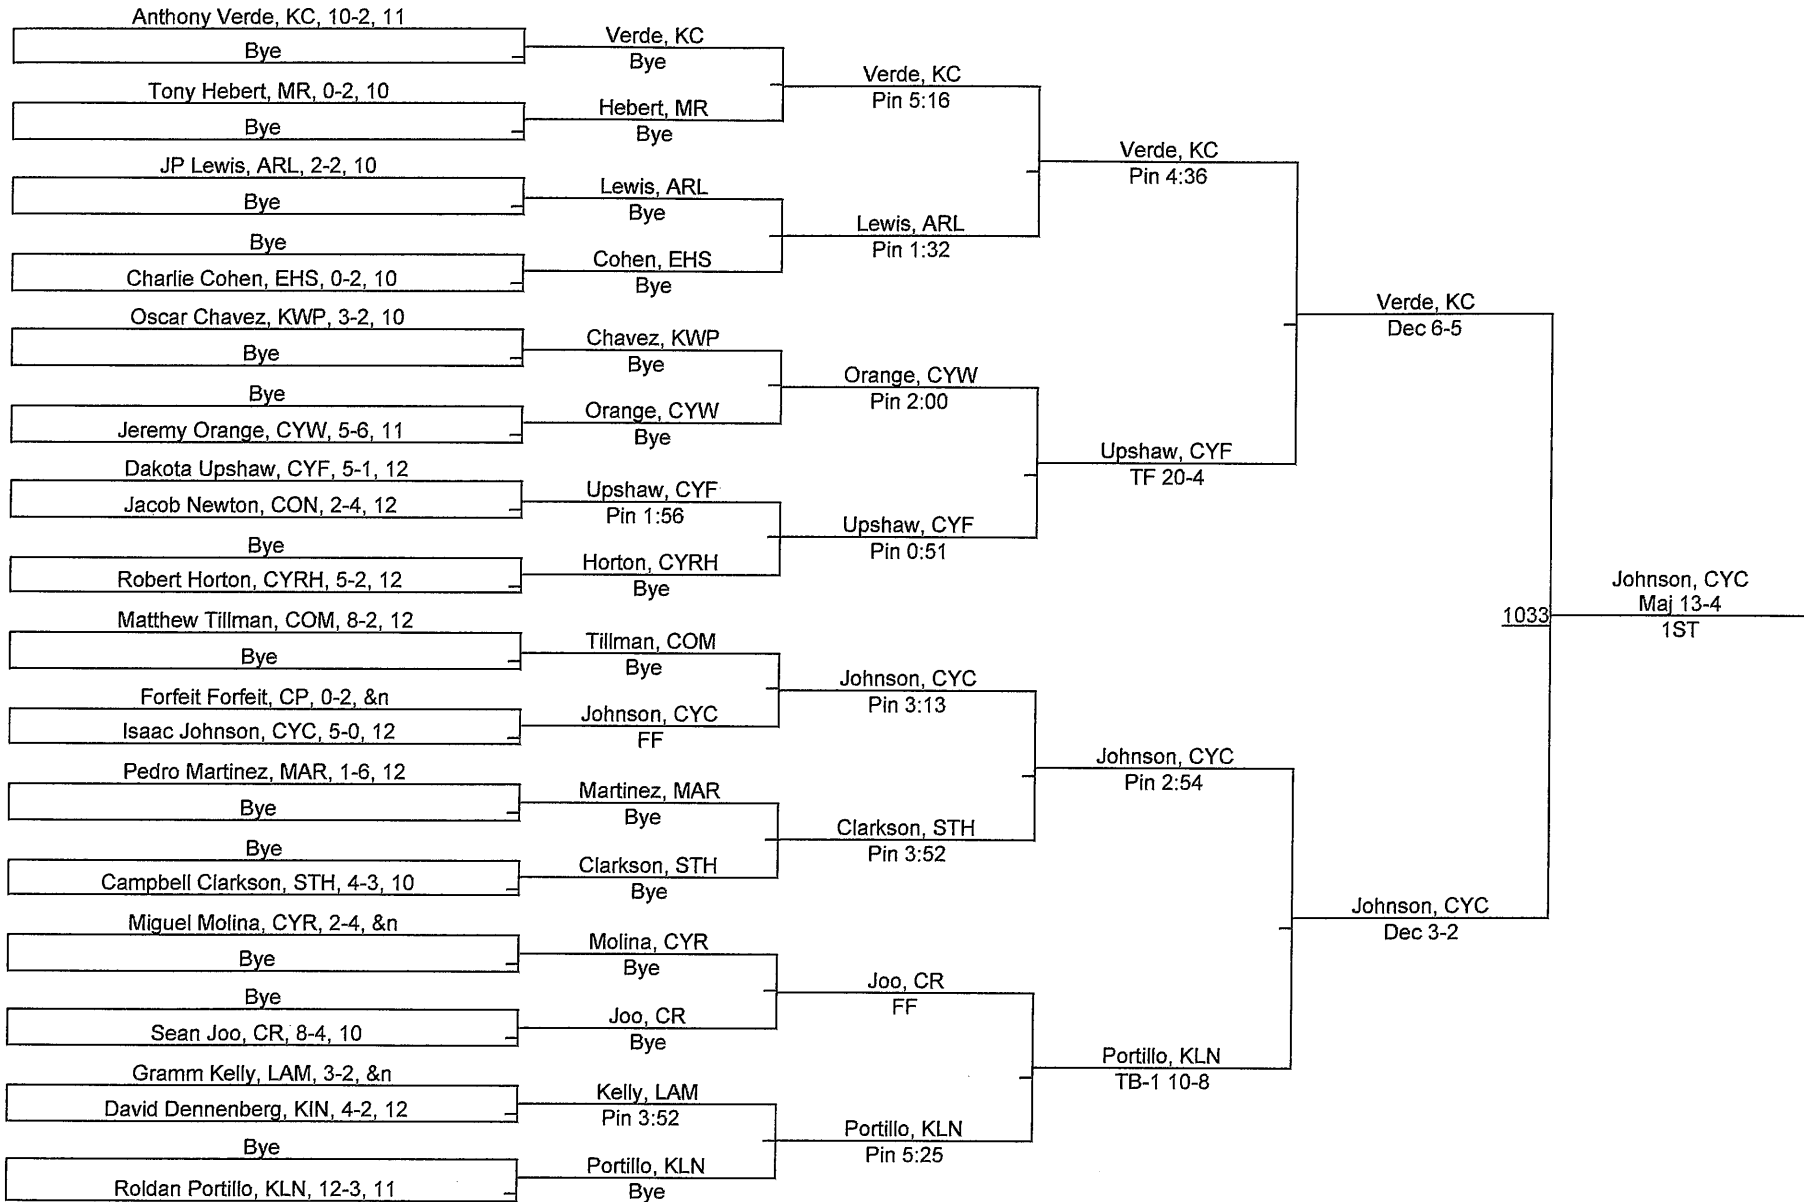 Anthony Verde, KC, 10-2, 11
Bye
Tony Hebert, MR, 0-2, 10
Bye
JP Lewis, ARL, 2-2, 10
Bye
Bye
Charlie Cohen, EHS, 0-2, 10
Oscar Chavez, KWP, 3-2, 10
Bye
Bye
Jeremy Orange, CYW, 5-6, 11
Dakota Upshaw, CYF, 5-1, 12
Jacob Newton, CON, 2-4, 12
Bye
Robert Horton, CYRH, 5-2, 12
Matthew Tillman, COM, 8-2, 12
Bye
Forfeit Forfeit, CP, 0-2, &n
Isaac Johnson, CYC, 5-0, 12
Pedro Martinez, MAR, 1-6, 12
Bye
Bye
Campbell Clarkson, STH, 4-3, 10
Miguel Molina, CYR, 2-4, &n
Bye
Bye
Sean Joo, CR, 8-4, 10
Gramm Kelly, LAM, 3-2, &n
David Dennenberg, KIN, 4-2, 12
Bye
Roldan Portillo, KLN, 12-3, 11
Verde, KC
Bye
Hebert, MR
Bye
Lewis, ARL
Bye
Cohen, EHS
Bye
Chavez, KWP
Bye
Orange, CYW
Bye
Upshaw, CYF
Pin 1:56
Horton, CYRH
Bye
Tillman, COM
Bye
Johnson, CYC
FF
Martinez, MAR
Bye
Clarkson, STH
Bye
Molina, CYR
Bye
Joo, CR
Bye
Kelly, LAM
Pin 3:52
Portillo, KLN
Bye
Verde, KC
Pin 5:16
Lewis, ARL
Pin 1:32
Orange, CYW
Pin 2:00
Upshaw, CYF
Pin 0:51
Johnson, CYC
Pin 3:13
Clarkson, STH
Pin 3:52
Joo, CR
FF
Portillo, KLN
Pin 5:25
Verde, KC
Pin 4:36
Upshaw, CYF
TF 20-4
Johnson, CYC
Pin 2:54
Portillo, KLN
TB-1 10-8
Verde, KC
Dec 6-5
Johnson, CYC
Dec 3-2
1033
Johnson, CYC
Maj 13-4
1ST